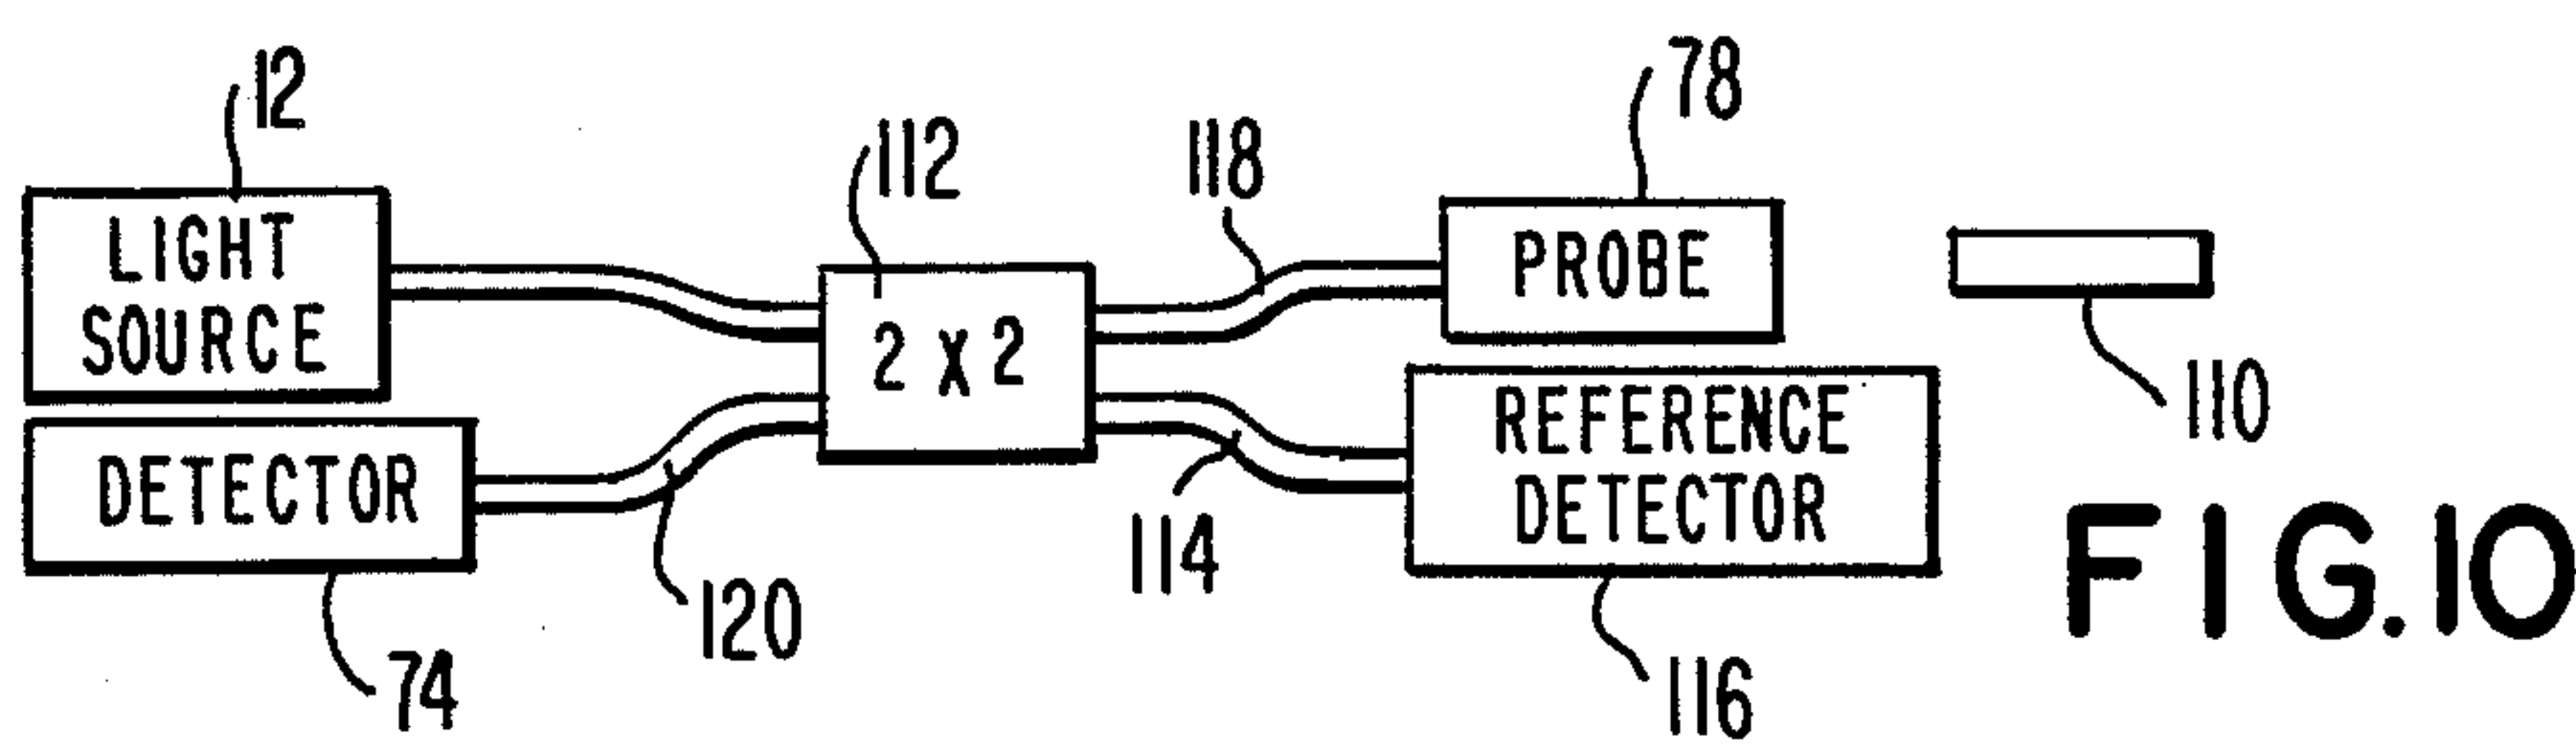 12
LIGHT
SOURCE
DETECTOR
74
120
112
2 X 2
118
114
78
PROBE
REFERENCE
DETECTOR
116
110
FIG.10